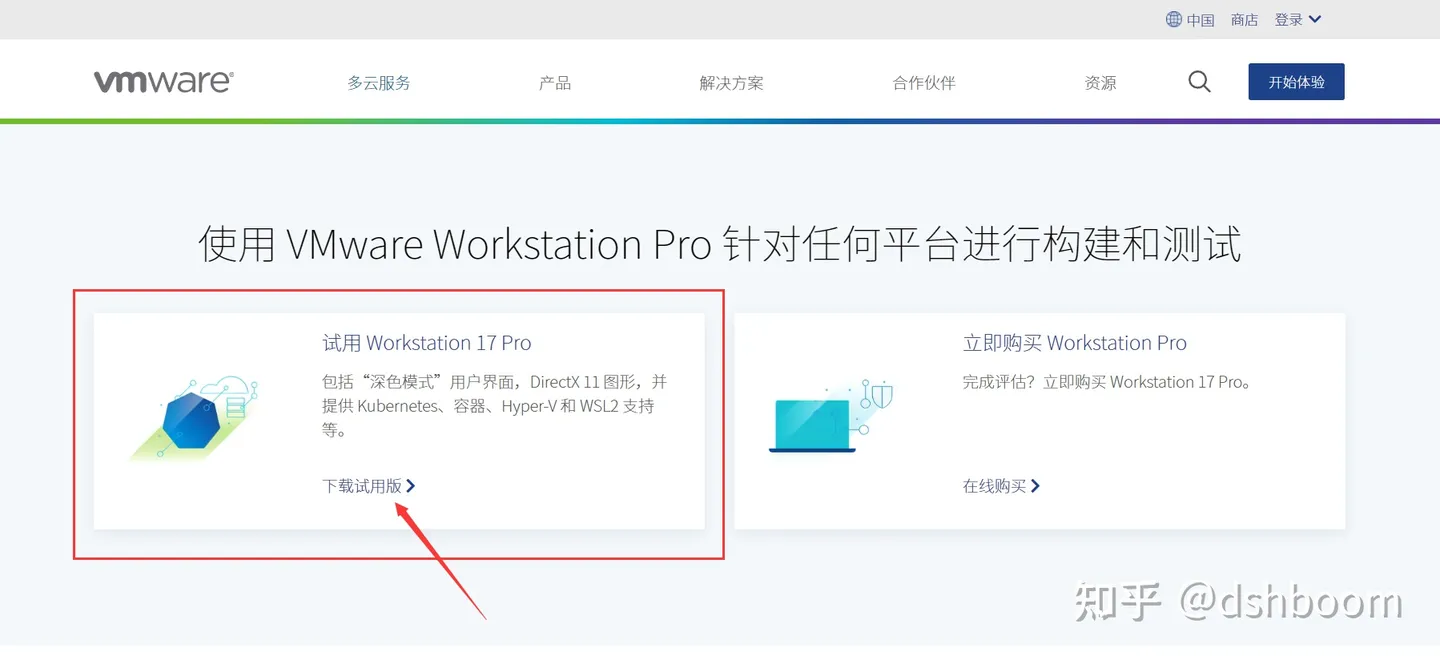 中国 商店 登录
vmware®
多云服务 产品 解决方案 合作伙伴 资源 开始体验
使用 VMware Workstation Pro 针对任何平台进行构建和测试
试用 Workstation 17 Pro
包括“深色模式”用户界面，DirectX 11 图形，并
提供 Kubernetes、容器、Hyper-V 和 WSL2 支持
等。
下载试用版
立即购买 Workstation Pro
完成评估？立即购买 Workstation 17 Pro。
在线购买
知乎 @dshboom